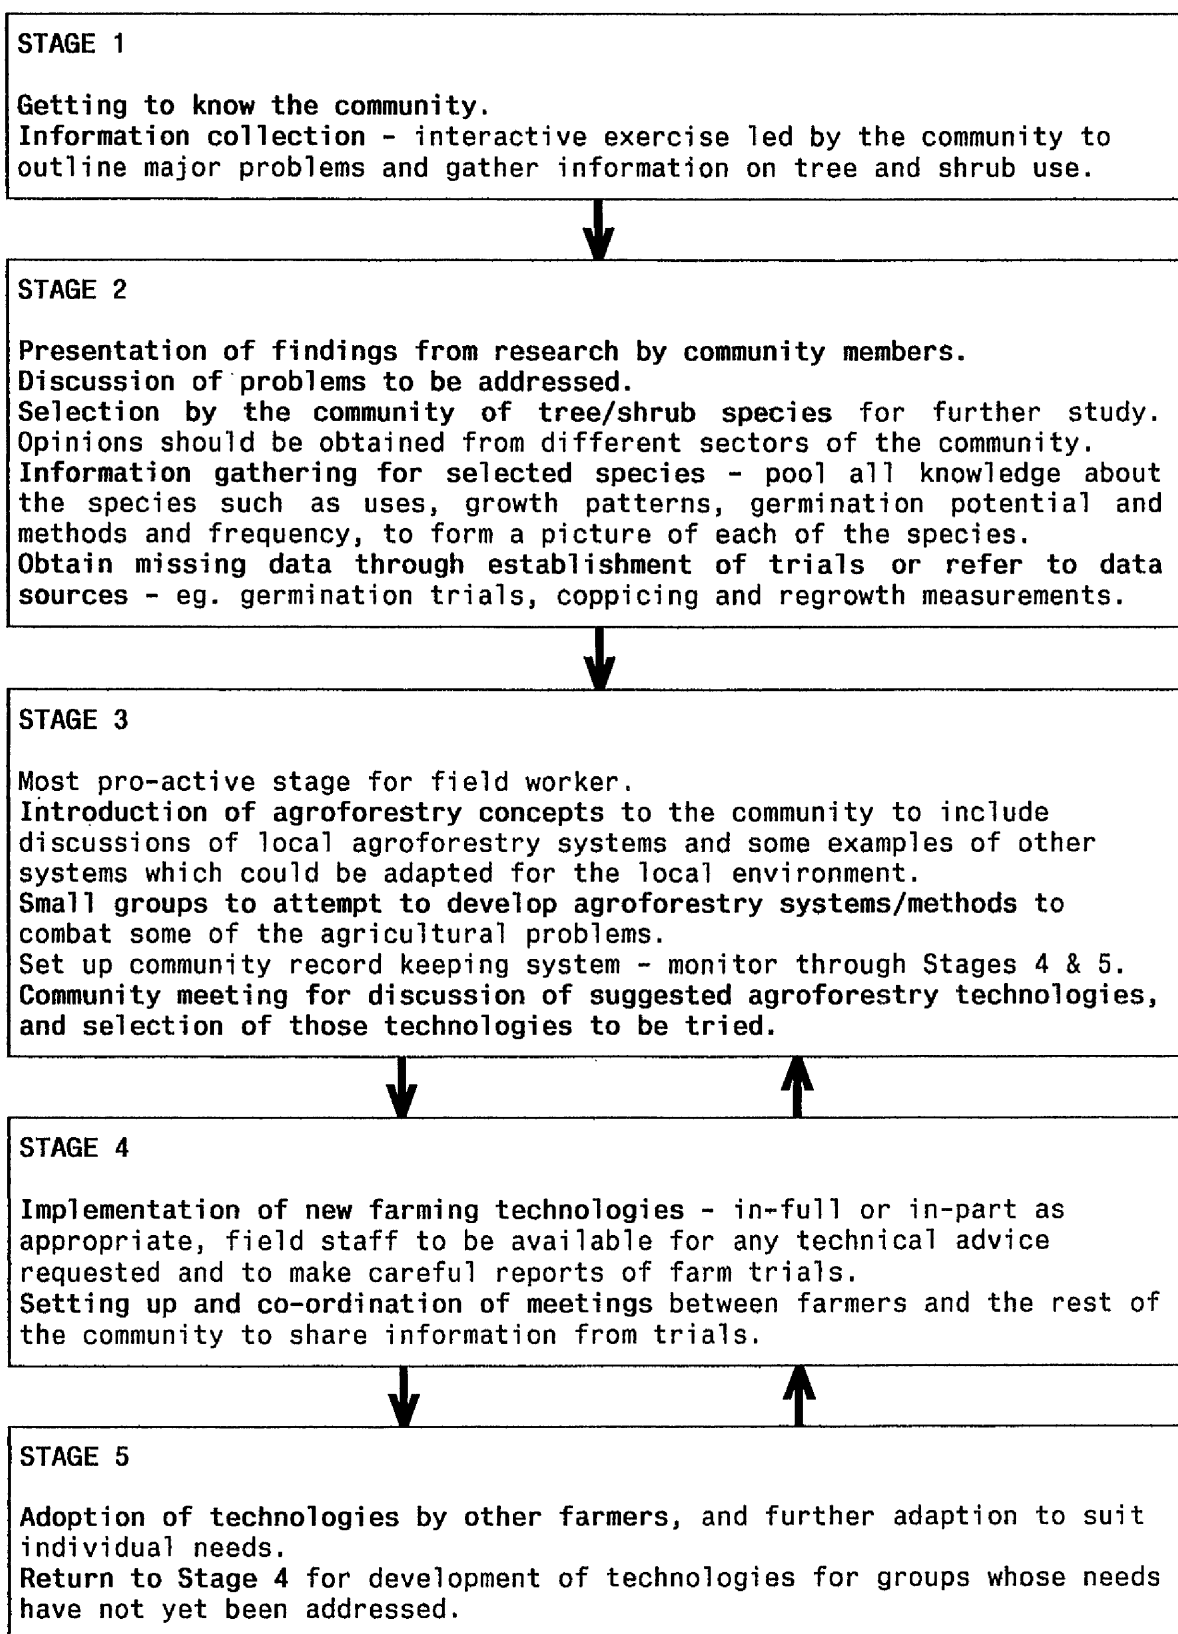 STAGE 1
Getting to know the community.
Information collection - interactive exercise led by the community to
outline major problems and gather information on tree and shrub use.
STAGE 2
Presentation of findings from research by community members.
Discussion of problems to be addressed.
Selection by the community of tree/shrub species for further study.
Opinions should be obtained from different sectors of the community.
Information gathering for selected species - pool all knowledge about
the species such as uses, growth patterns, germination potential and
methods and frequency, to form a picture of each of the species.
Obtain missing data through establishment of trials or refer to data
sources - eg. germination trials, coppicing and regrowth measurements.
STAGE 3
Most pro-active stage for field worker.
Introduction of agroforestry concepts to the community to include
discussions of local agroforestry systems and some examples of other
systems which could be adapted for the local environment.
Small groups to attempt to develop agroforestry systems/methods to
combat some of the agricultural problems.
Set up community record keeping system - monitor through Stages 4 & 5.
Community meeting for discussion of suggested agroforestry technologies,
and selection of those technologies to be tried.
STAGE 4
Implementation of new farming technologies - in-full or in-part as
appropriate, field staff to be available for any technical advice
requested and to make careful reports of farm trials.
Setting up and co-ordination of meetings between farmers and the rest of
the community to share information from trials.
STAGE 5
Adoption of technologies by other farmers, and further adaption to suit
individual needs.
Return to Stage 4 for development of technologies for groups whose needs
have not yet been addressed.